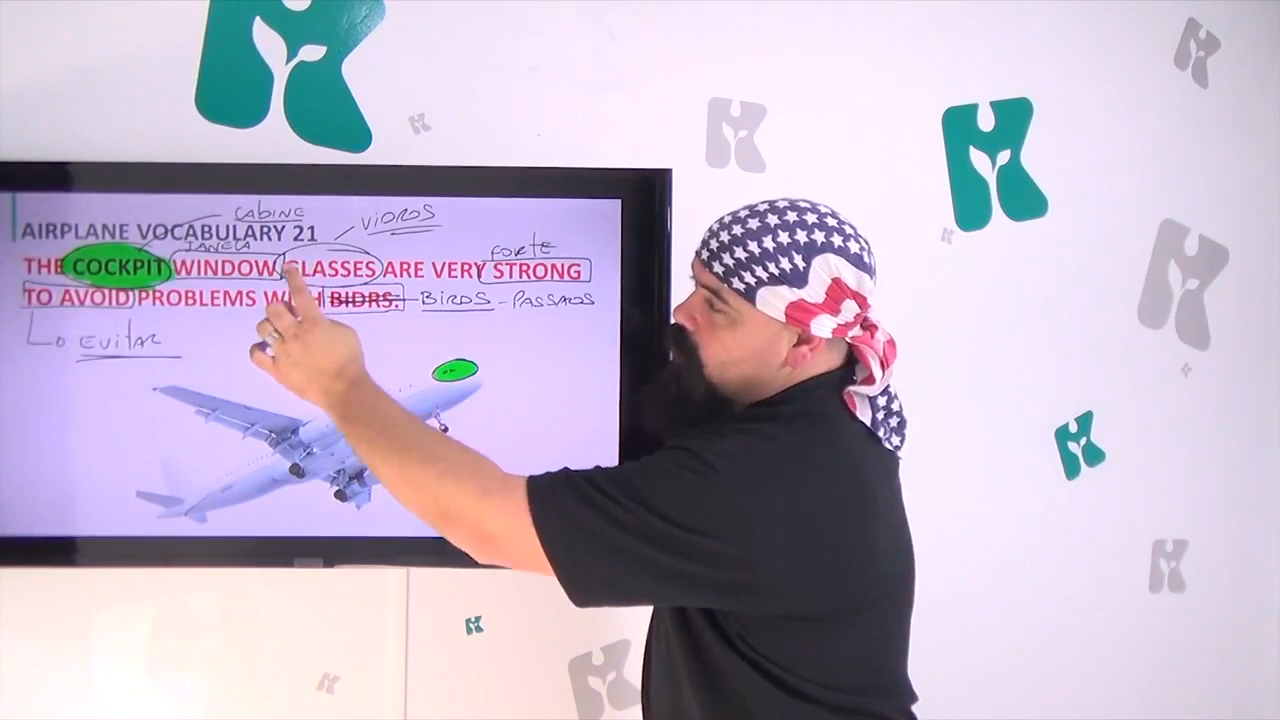 CABINE
VIDROS
AIRPLANE VOCABULARY 21
JANELA
FORTE
THE COCKPIT WINDOW GLASSES ARE VERY STRONG
TO AVOID PROBLEMS WITH BIDRS. BIRDS - PASSAROS
EVITAR